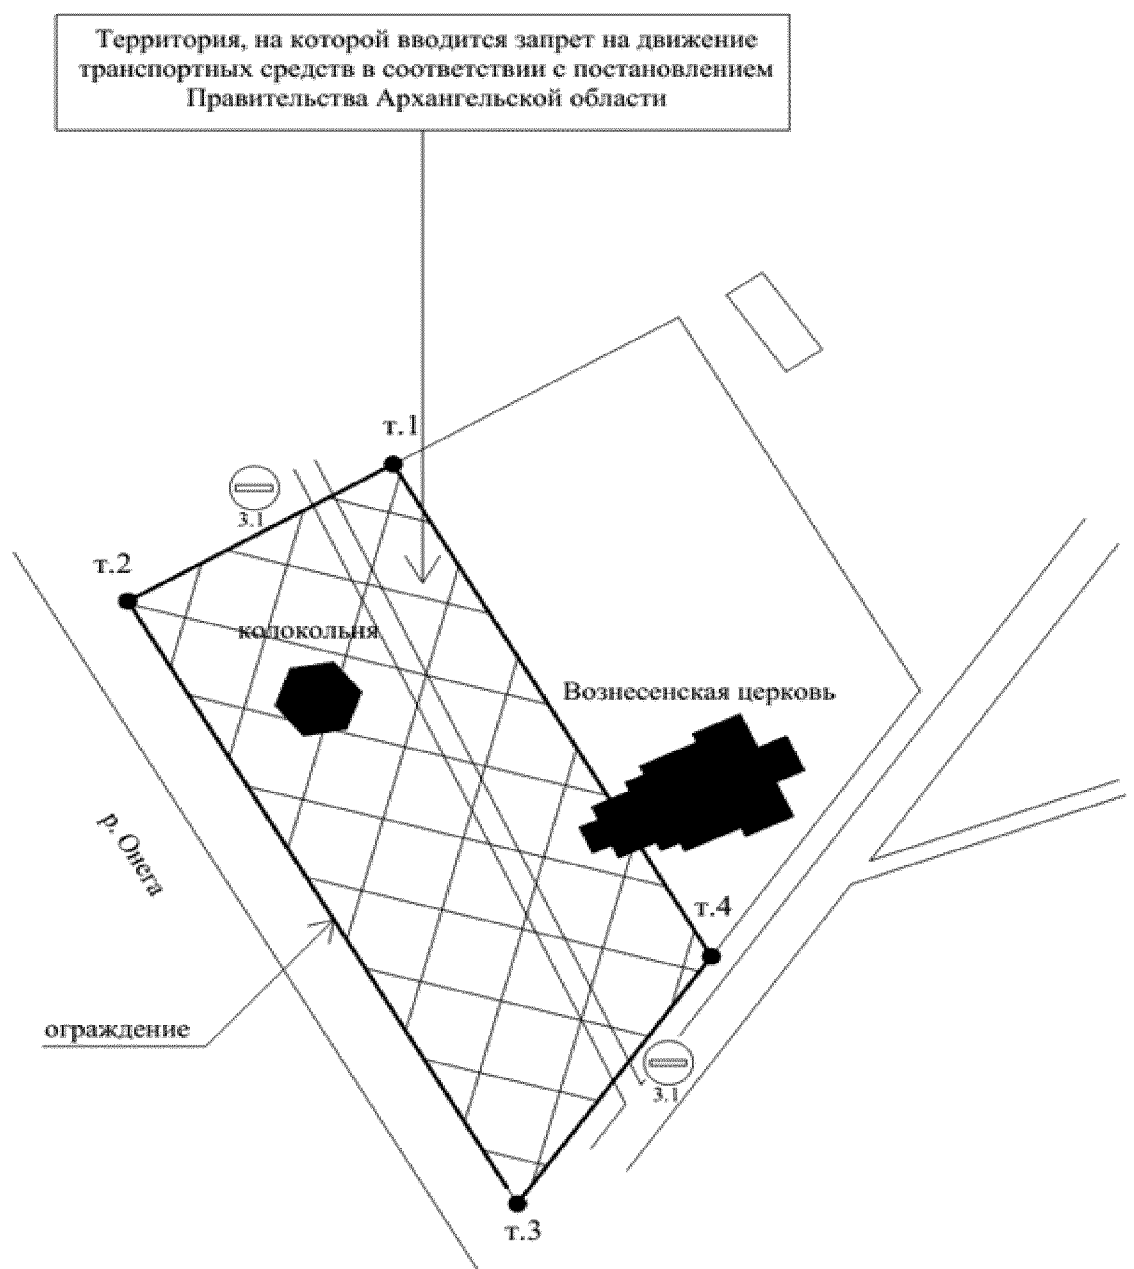 Территория, на которой вводится запрет на движение
транспортных средств в соответствии с постановлением
Правительства Архангельской области
т.1
3.1
т.2
колокольня
Вознесенская церковь
р. Онега
т.4
ограждение
3.1
т.3